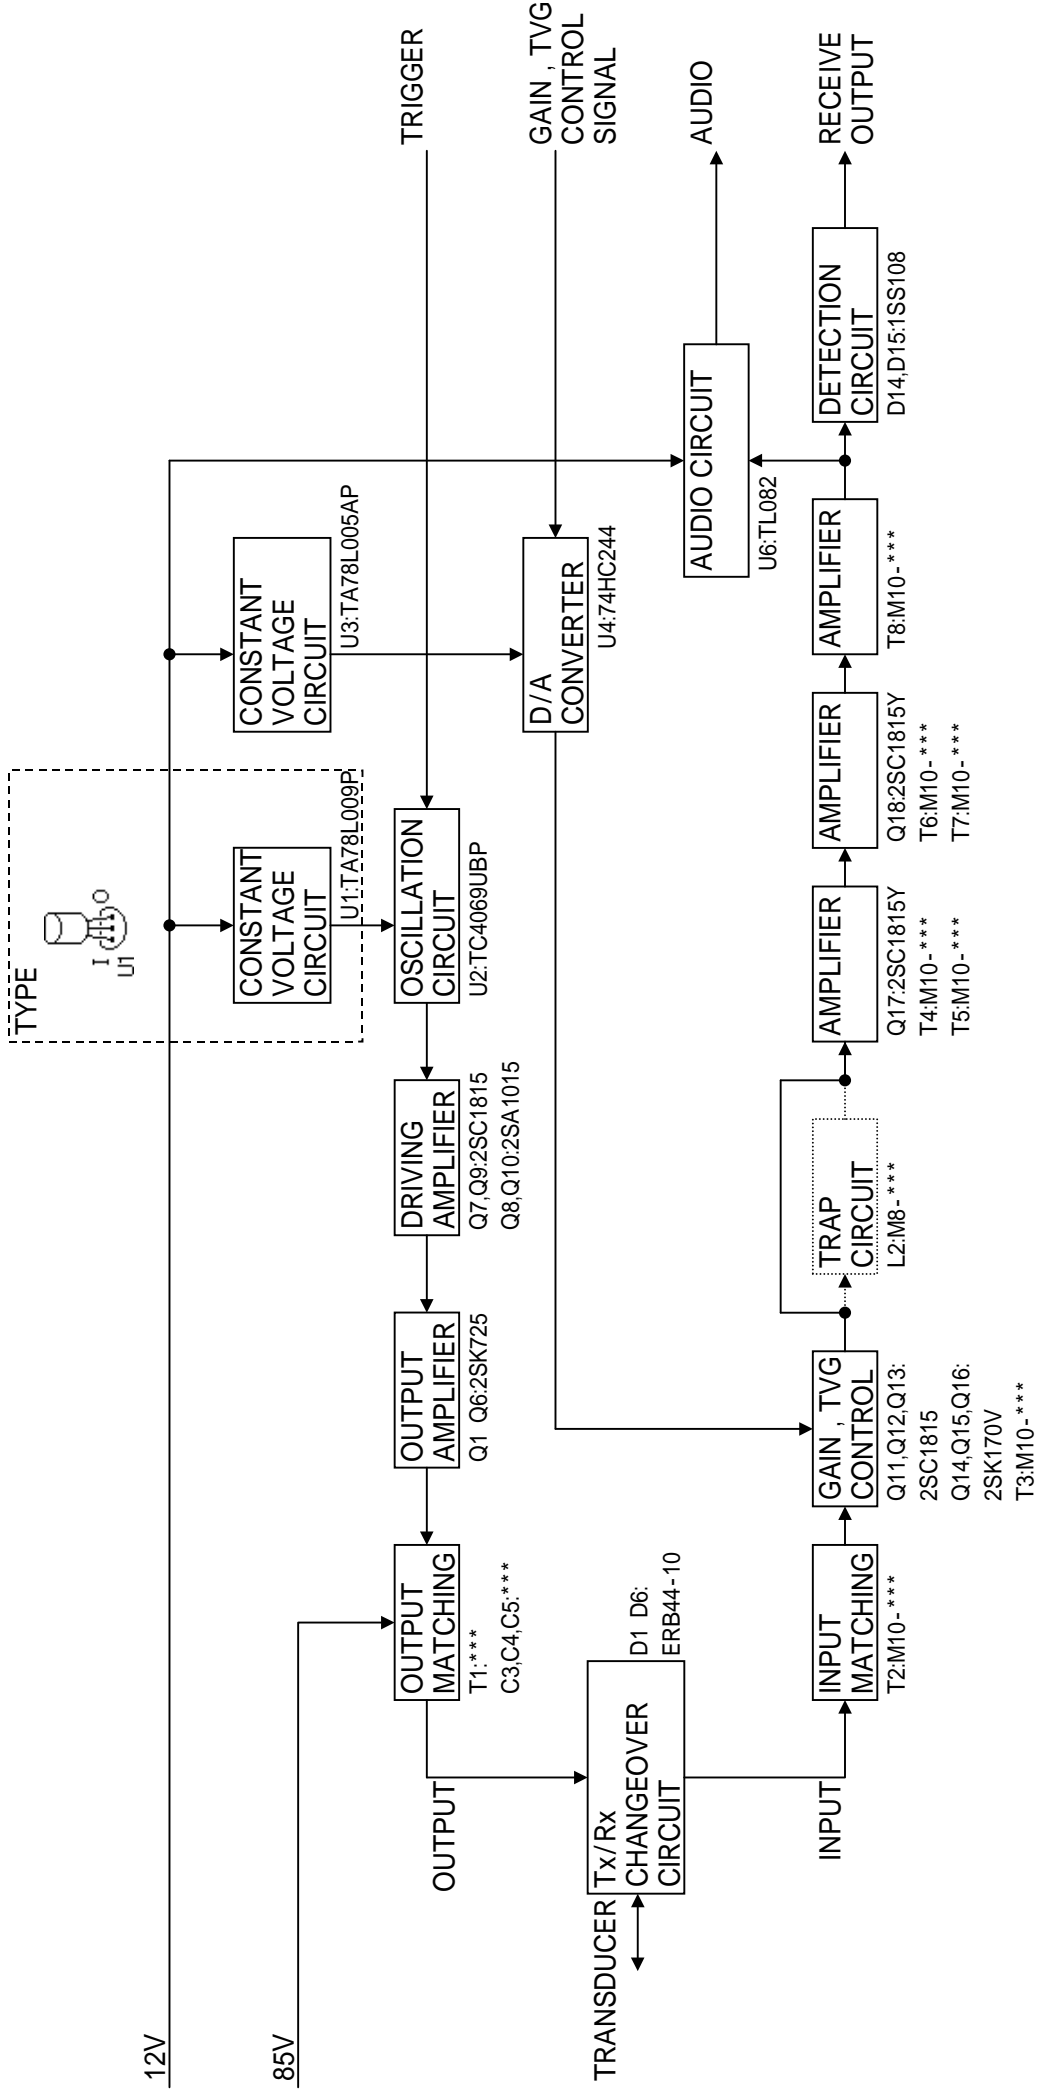 12V
85V
TYPE
I
O
U1
CONSTANT
VOLTAGE
CIRCUIT
U1:TA78L009P
CONSTANT
VOLTAGE
CIRCUIT
U3:TA78L005AP
TRIGGER
OUTPUT
MATCHING
T1:***
C3,C4,C5:***
OUTPUT
AMPLIFIER
Q1 Q6:2SK725
DRIVING
AMPLIFIER
Q7,Q9:2SC1815
Q8,Q10:2SA1015
OSCILLATION
CIRCUIT
U2:TC4069UBP
OUTPUT
GAIN , TVG
CONTROL
SIGNAL
D/A
CONVERTER
U4:74HC244
TRANSDUCER
Tx/Rx
CHANGEOVER
CIRCUIT
D1 D6:
ERB44-10
AUDIO CIRCUIT
U6:TL082
AUDIO
INPUT
INPUT
MATCHING
T2:M10-***
GAIN , TVG
CONTROL
Q11,Q12,Q13:
2SC1815
Q14,Q15,Q16:
2SK170V
T3:M10-***
TRAP
CIRCUIT
L2:M8-***
AMPLIFIER
Q17:2SC1815Y
T4:M10-***
T5:M10-***
AMPLIFIER
Q18:2SC1815Y
T6:M10-***
T7:M10-***
AMPLIFIER
T8:M10-***
DETECTION
CIRCUIT
D14,D15:1SS108
RECEIVE
OUTPUT